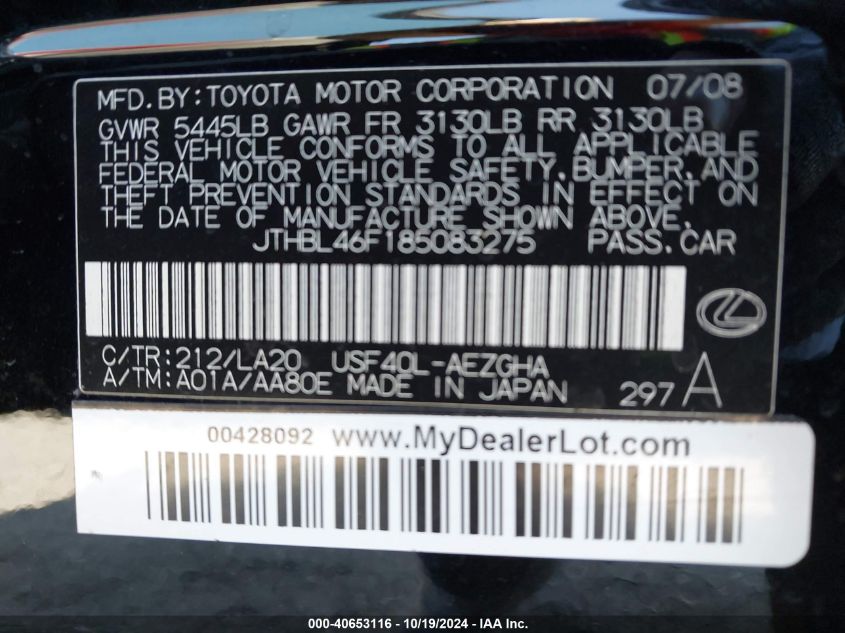 MFD. BY: TOYOTA MOTOR CORPORATION 07/08
GVWR 5445LB GAWR FR 3130LB RR 3130LB
THIS VEHICLE CONFORMS TO ALL APPLICABLE
FEDERAL MOTOR VEHICLE SAFETY, BUMPER, AND
THEFT PREVENTION STANDARDS IN EFFECT ON
THE DATE OF MANUFACTURE SHOWN ABOVE.
JTHBL46F185083275 PASS. CAR
C/TR: 212/LA20 USF40L-AEZGHA
A/TM: A01A/AA80E MADE IN JAPAN 297 A
00428092 www.MyDealerLot.com
000-40653116 - 10/19/2024 - IAA Inc.